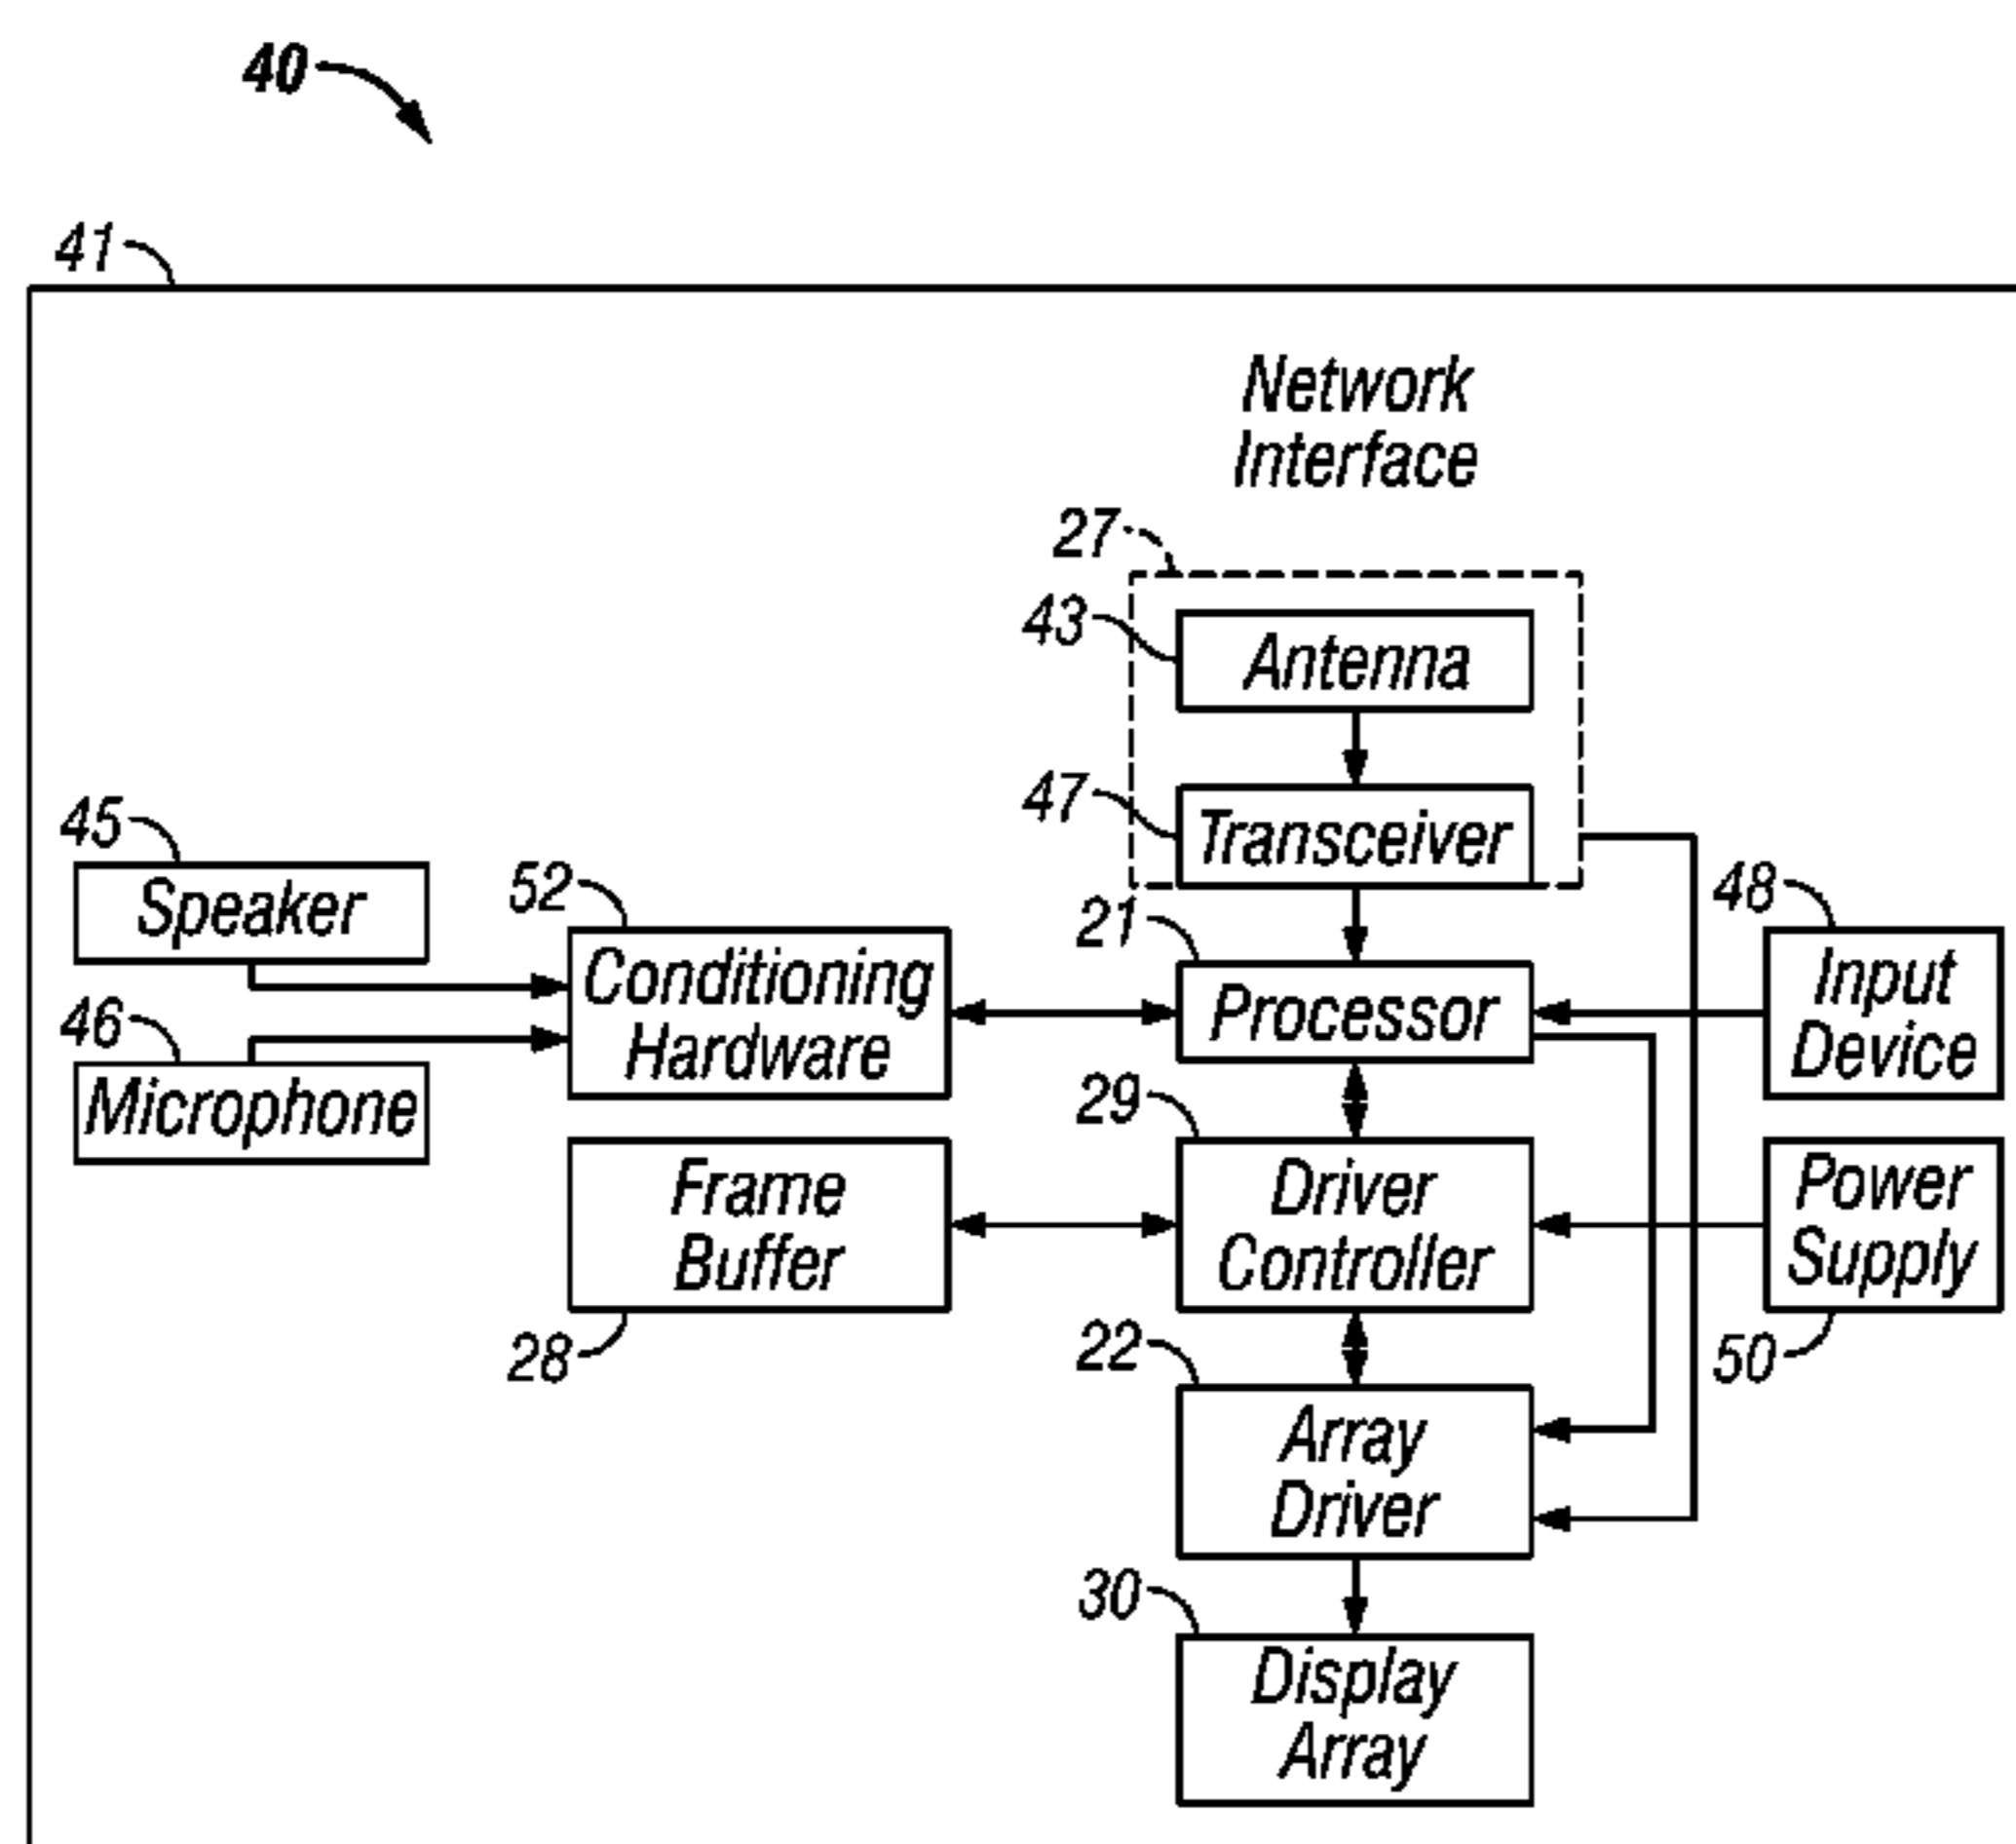 40
41
Network
Interface
27
43
Antenna
47
Transceiver
45
Speaker
52
Conditioning
Hardware
21
Processor
48
Input
Device
46
Microphone
29
Driver
Controller
Frame
Buffer
28
Power
Supply
50
22
Array
Driver
30
Display
Array